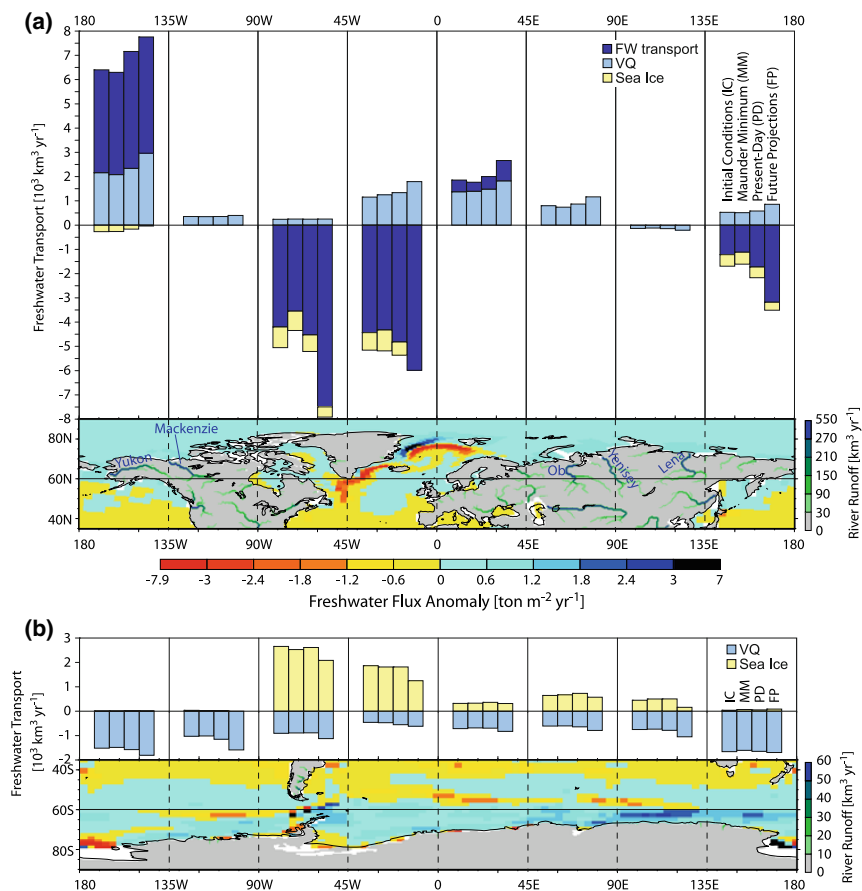 (a)
180 135W 90W 45W 0 45E 90E 135E 180
8
7
6
5
4
3
2
1
0
-1
-2
-3
-4
-5
-6
-7
-8
Freshwater Transport [10³ km³ yr⁻¹]
FW transport
VQ
Sea Ice
Initial Conditions (IC)
Maunder Minimum (MM)
Present-Day (PD)
Future Projections (FP)
80N
60N
40N
Yukon
Mackenzie
Ob
Yenisey
Lena
550
270
210
150
90
30
0
River Runoff [km³ yr⁻¹]
180 135W 90W 45W 0 45E 90E 135E 180
-7.9 -3 -2.4 -1.8 -1.2 -0.6 0 0.6 1.2 1.8 2.4 3 7
Freshwater Flux Anomaly [ton m⁻² yr⁻¹]
(b)
3
2
1
0
-1
-2
Freshwater Transport
[10³ km³ yr⁻¹]
VQ
Sea Ice
IC
MM
PD
FP
40S
60S
80S
60
50
40
30
20
10
0
River Runoff [km³ yr⁻¹]
180 135W 90W 45W 0 45E 90E 135E 180